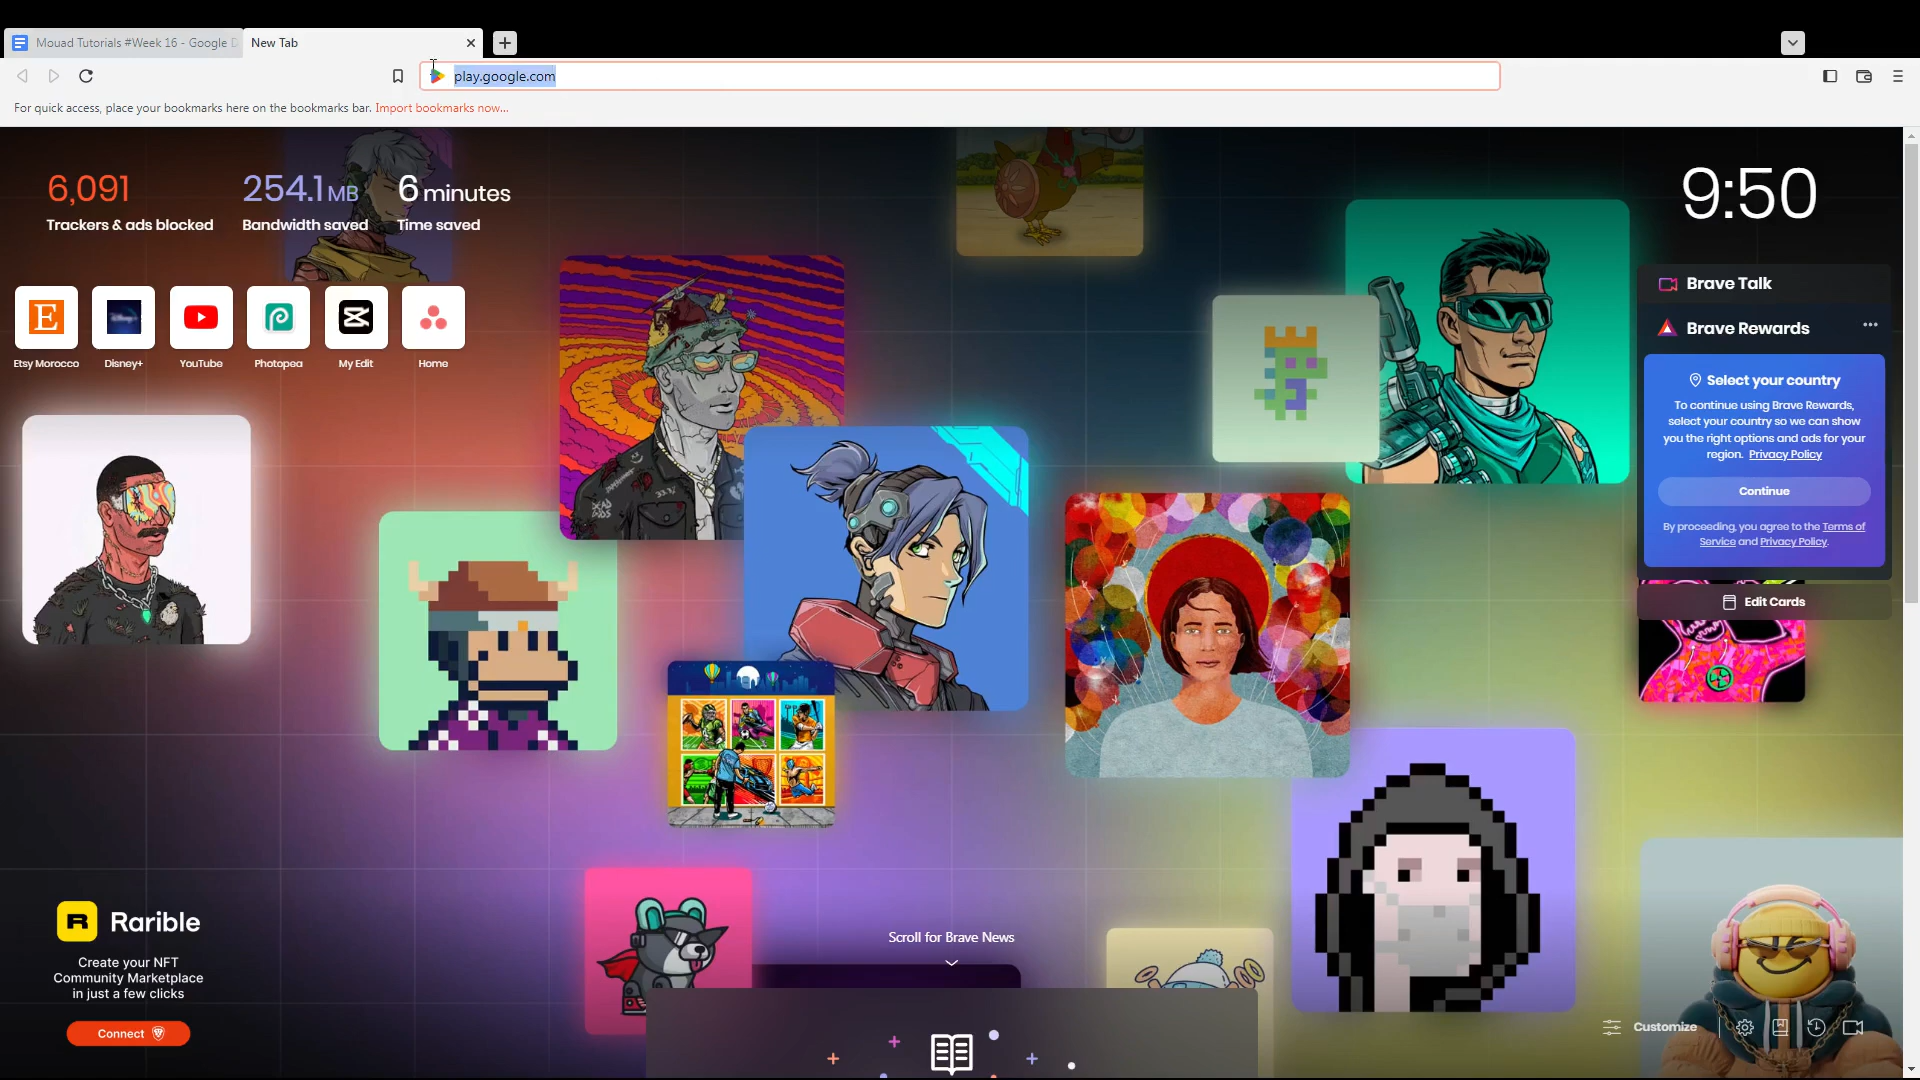 Mouad Tutorials #Week 16 - Google D
New Tab
play.google.com
For quick access, place your bookmarks here on the bookmarks bar. Import bookmarks now...
6,091
Trackers & ads blocked
254.1 MB
Bandwidth saved
6 minutes
Time saved
9:50
Etsy Morocco
Disney+
YouTube
Photopea
My Edit
Home
Brave Talk
Brave Rewards
Select your country
To continue using Brave Rewards,
select your country so we can show
you the right options and ads for your
region. Privacy Policy
Continue
By proceeding, you agree to the Terms of
Service and Privacy Policy.
Edit Cards
R Rarible
Create your NFT
Community Marketplace
in just a few clicks
Connect
Scroll for Brave News
Customize